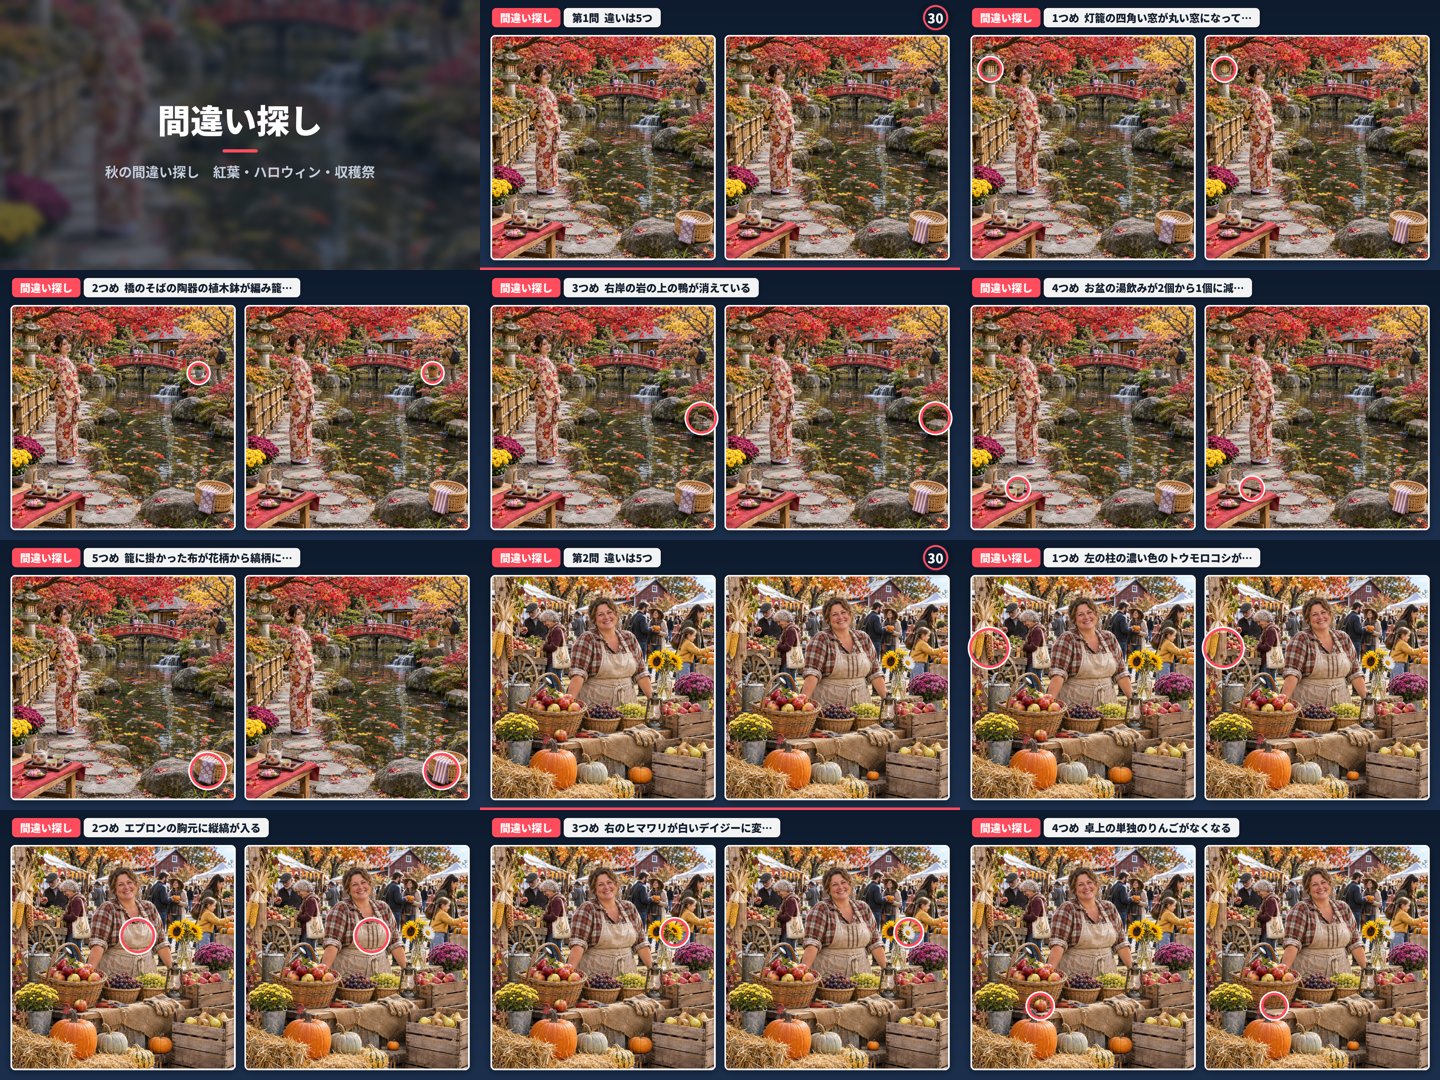 間違い探し
秋の間違い探し 紅葉・ハロウィン・収穫祭
間違い探し 第1問 違いは5つ 30
間違い探し 1つめ 灯籠の四角い窓が丸い窓になって…
間違い探し 2つめ 橋のそばの陶器の植木鉢が編み籠…
間違い探し 3つめ 右岸の岩の上の鴨が消えている
間違い探し 4つめ お盆の湯飲みが2個から1個に減…
間違い探し 5つめ 籠に掛かった布が花柄から縞柄に…
間違い探し 第2問 違いは5つ 30
間違い探し 1つめ 左の柱の濃い色のトウモロコシが…
間違い探し 2つめ エプロンの胸元に縦縞が入る
間違い探し 3つめ 右のヒマワリが白いデイジーに変…
間違い探し 4つめ 卓上の単独のりんごがなくなる